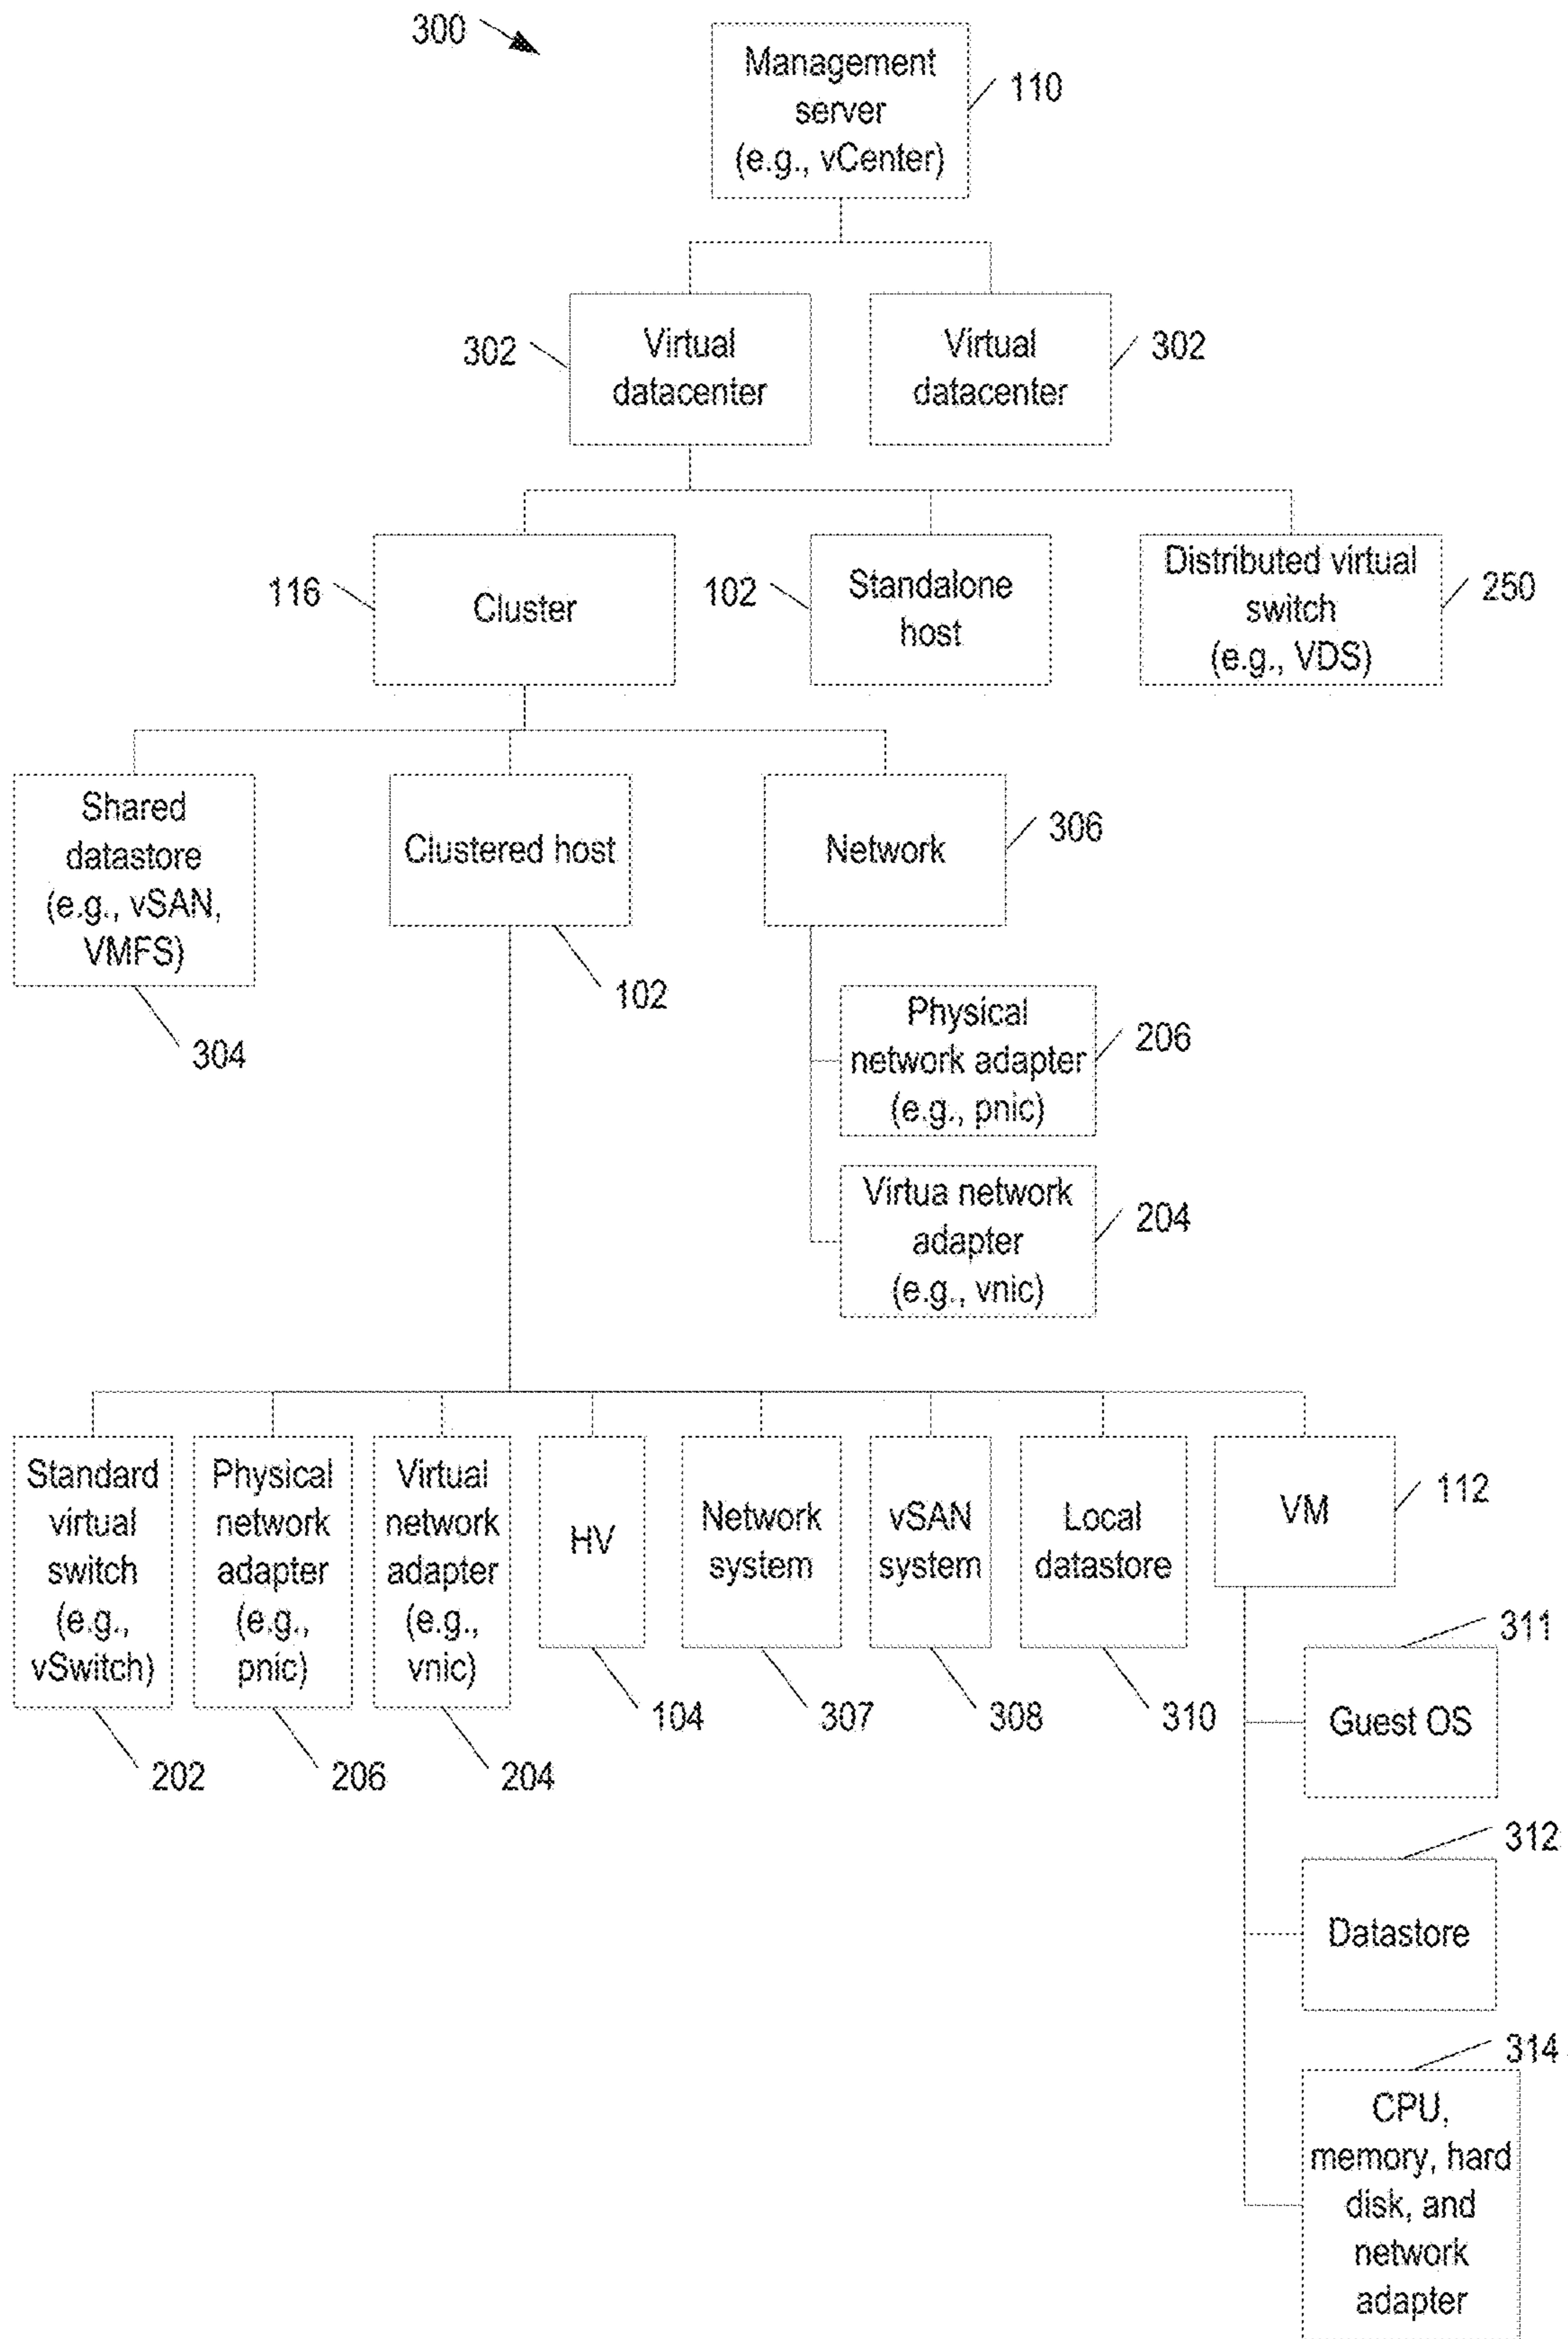 300
Management
server
(e.g., vCenter)
110
302
Virtual
datacenter
Virtual
datacenter
302
116
Cluster
102
Standalone
host
Distributed virtual
switch
(e.g., VDS)
250
Shared
datastore
(e.g., vSAN,
VMFS)
304
Clustered host
102
Network
306
Physical
network adapter
(e.g., pnic)
206
Virtua network
adapter
(e.g., vnic)
204
Standard
virtual
switch
(e.g.,
vSwitch)
202
Physical
network
adapter
(e.g.,
pnic)
206
Virtual
network
adapter
(e.g.,
vnic)
204
HV
104
Network
system
307
vSAN
system
308
Local
datastore
310
VM
112
311
Guest OS
312
Datastore
314
CPU,
memory, hard
disk, and
network
adapter